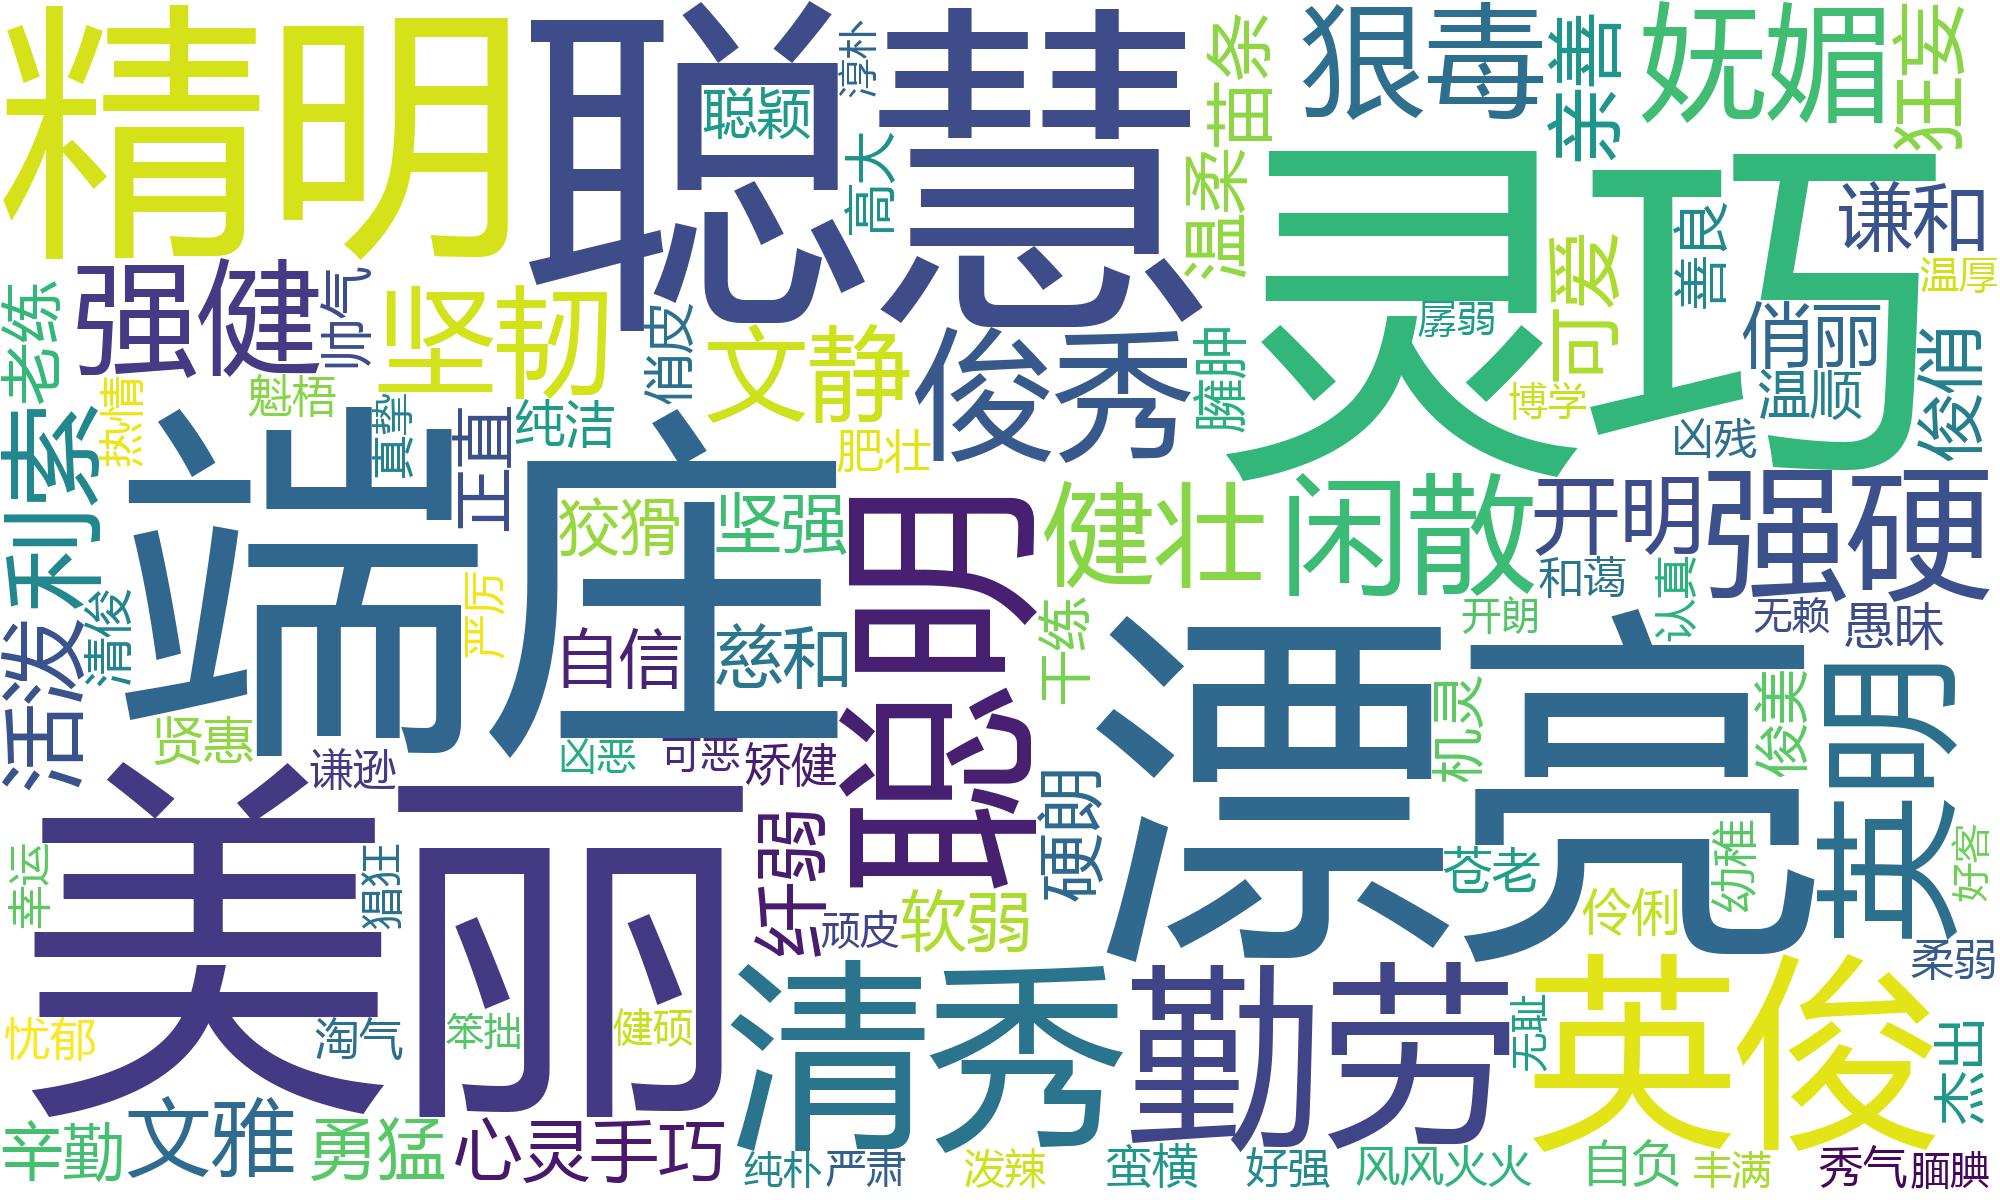 精明
聪慧
聪颖
淳朴
高大
苗条
温柔
狠毒
亲善
妩媚
狂妄
灵巧
善良
谦和
温厚
可爱
俏丽
孱弱
温顺
俊俏
博学
凶残
臃肿
老练
强健
帅气
坚韧
俏皮
文静
俊秀
魁梧
热情
真挚
正直
纯洁
肥壮
利索
端庄
狡猾
坚强
聪明
健壮
闲散
开明
强硬
和蔼
认真
开朗
无赖
愚昧
清俊
严厉
自信
慈和
干练
漂亮
机灵
俊美
英明
活泼
贤惠
谦逊
凶恶
可恶
矫健
硬朗
美丽
幸运
猖狂
纤弱
顽皮
软弱
苍老
幼稚
伶俐
好客
柔弱
忧郁
淘气
笨拙
健硕
清秀
勤劳
无耻
英俊
杰出
辛勤
文雅
勇猛
心灵手巧
纯朴
严肃
泼辣
蛮横
好强
风风火火
自负
丰满
秀气
腼腆